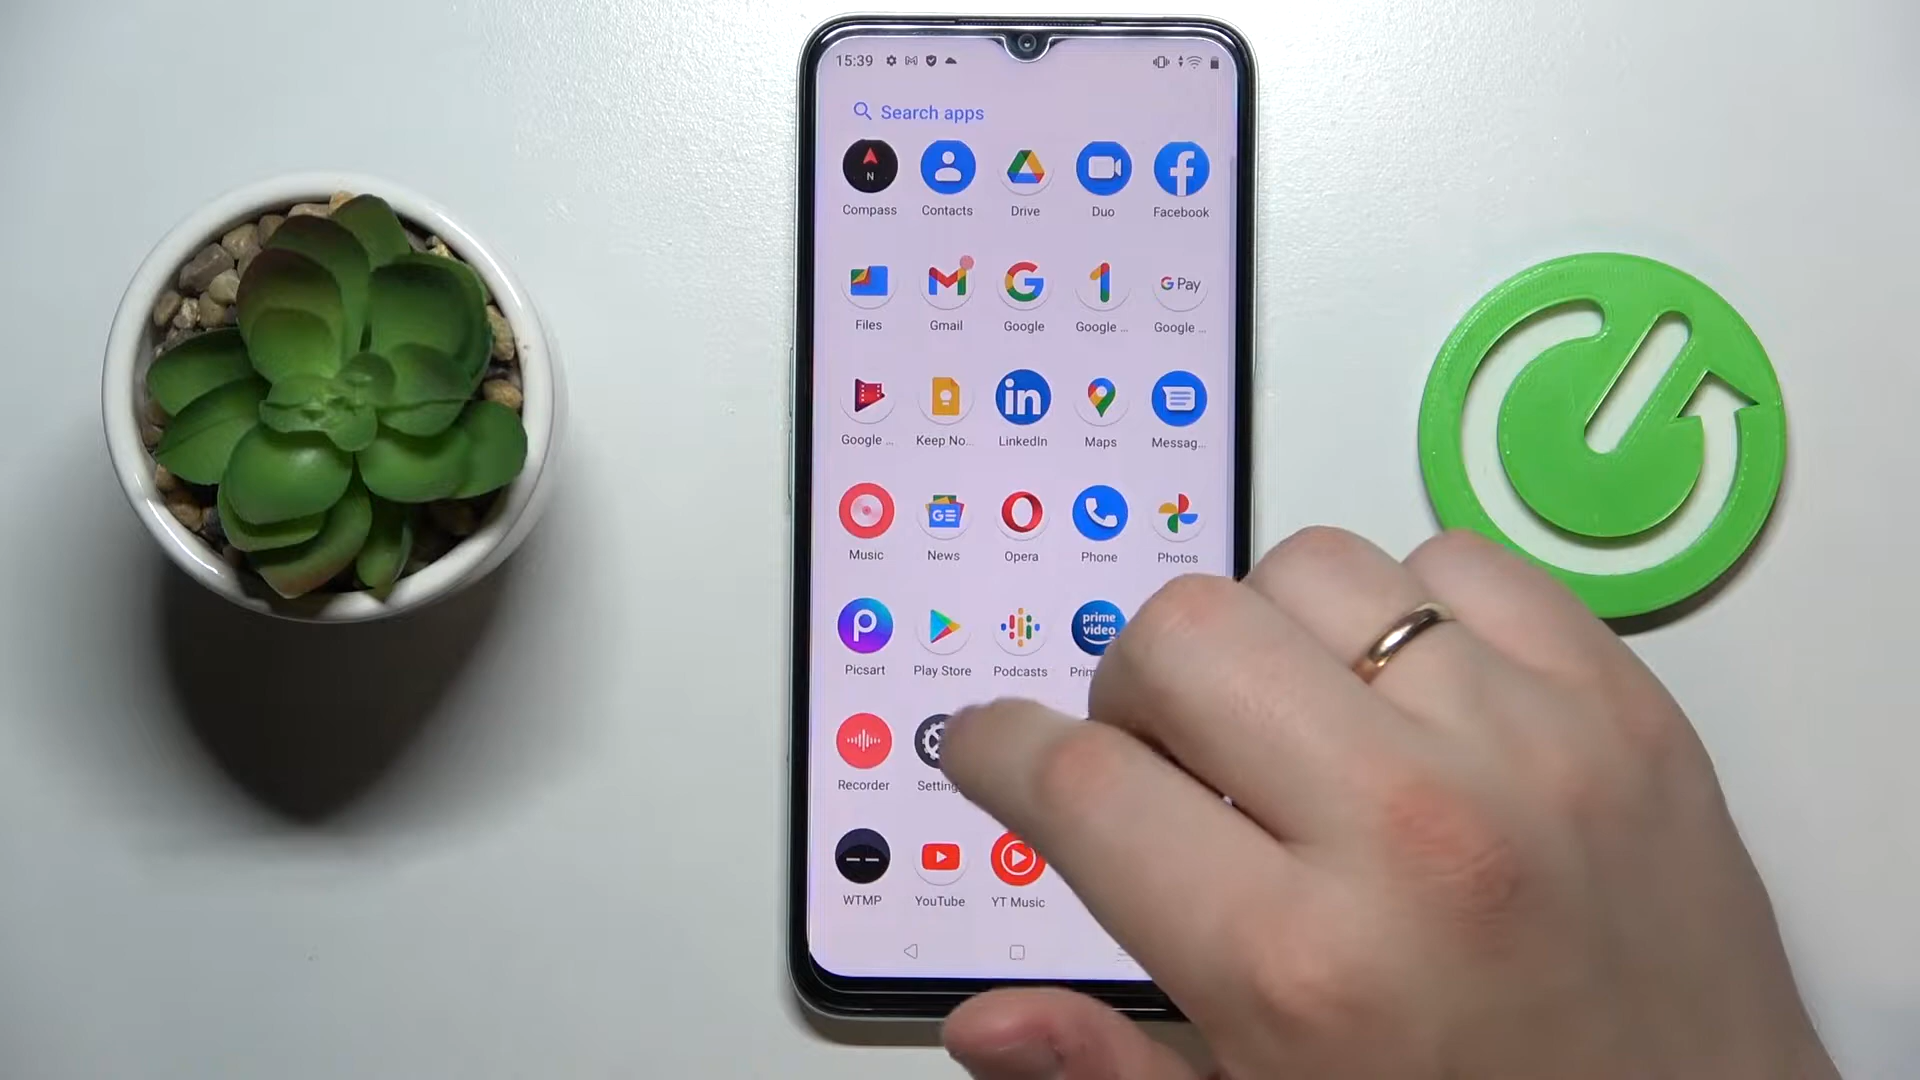 15:39
Search apps
N
Compass Contacts Drive Duo Facebook
G Pay
Files Gmail Google Google ... Google ...
in
Google ... Keep No... LinkedIn Maps Messag...
GE
Music News Opera Phone Photos
P prime video
Picsart Play Store Podcasts
Recorder
WTMP YouTube YT Music